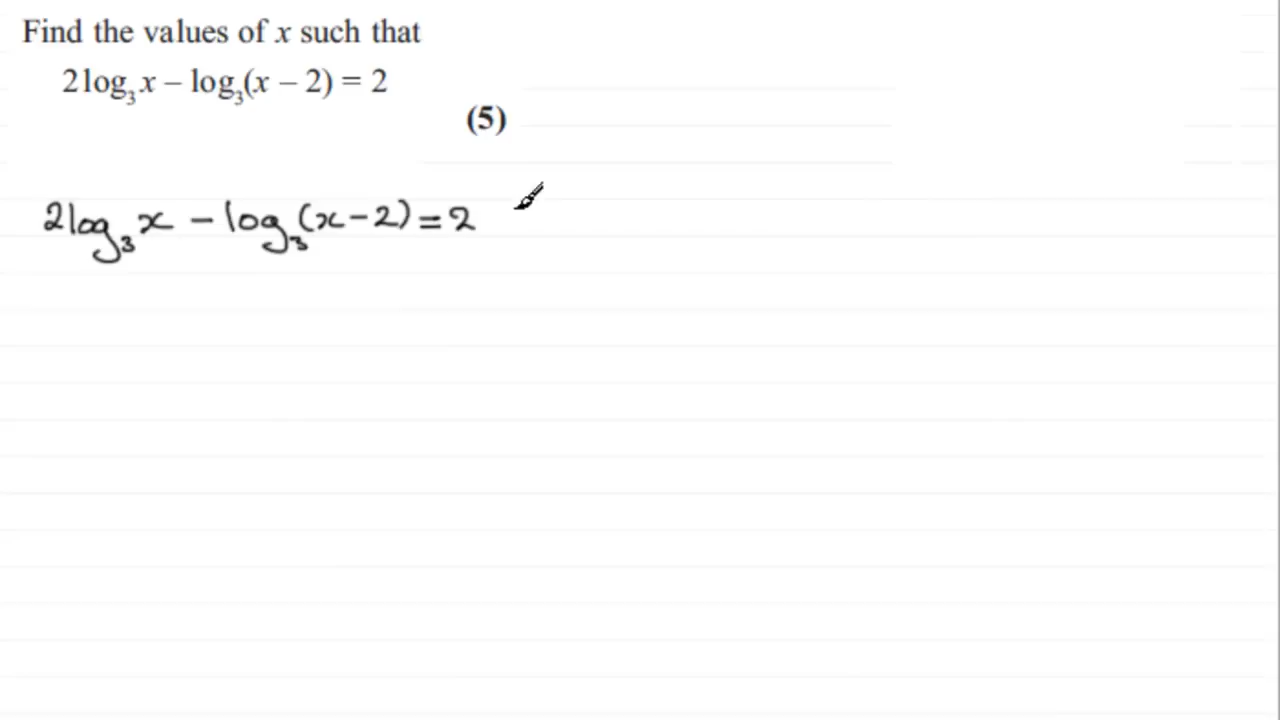 Find the values of x such that
2log₃x – log₃(x – 2) = 2
(5)
2log₃x – log₃(x–2) = 2